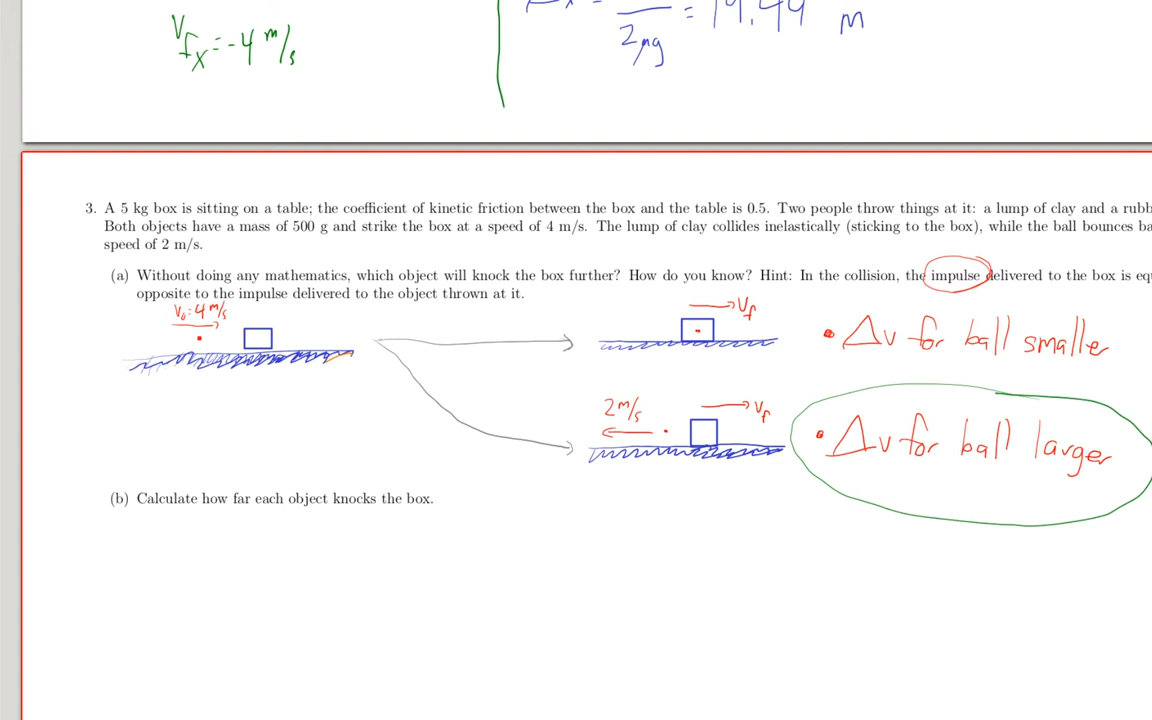 = 19.49 m
2μg
vfx = -4 m/s
3. A 5 kg box is sitting on a table; the coefficient of kinetic friction between the box and the table is 0.5. Two people throw things at it: a lump of clay and a rubb
Both objects have a mass of 500 g and strike the box at a speed of 4 m/s. The lump of clay collides inelastically (sticking to the box), while the ball bounces ba
speed of 2 m/s.
(a) Without doing any mathematics, which object will knock the box further? How do you know? Hint: In the collision, the impulse delivered to the box is eq
opposite to the impulse delivered to the object thrown at it.
v0 = 4 m/s
vf
• Δv for ball smaller
2 m/s
vf
• Δv for ball larger
(b) Calculate how far each object knocks the box.